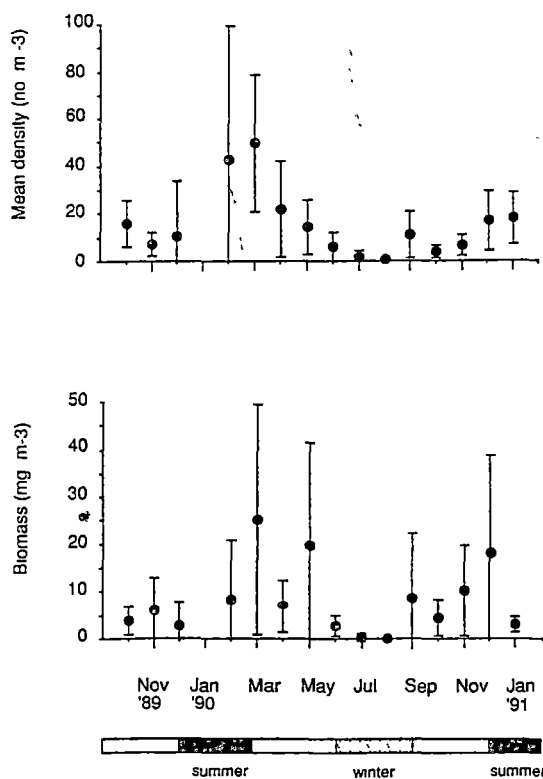 Mean density (no m -3)
100
80
60
40
20
0
Biomass (mg m-3)
50
40
30
20
10
0
Nov Jan Mar May Jul Sep Nov Jan
'89 '90 '91
summer winter summer